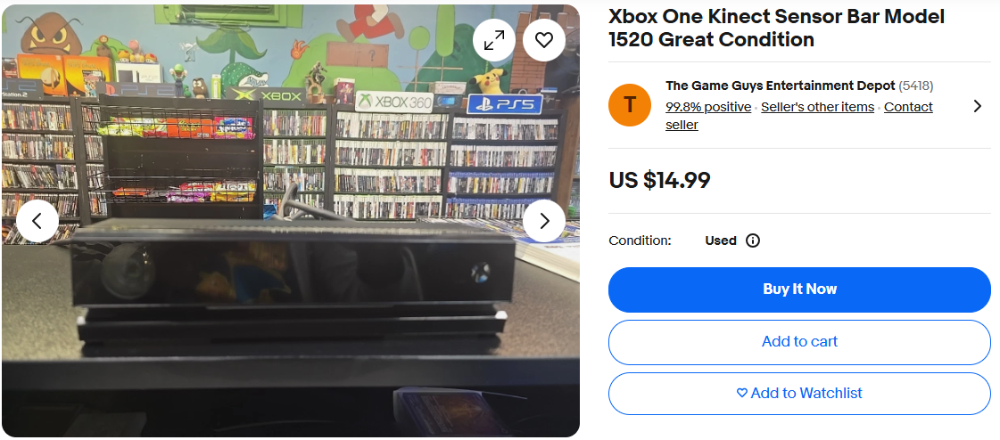 Xbox One Kinect Sensor Bar Model
1520 Great Condition
T
The Game Guys Entertainment Depot (5418)
99.8% positive · Seller's other items · Contact
seller
US $14.99
Condition: Used
Buy It Now
Add to cart
Add to Watchlist
XBOX
XBOX 360
PS5